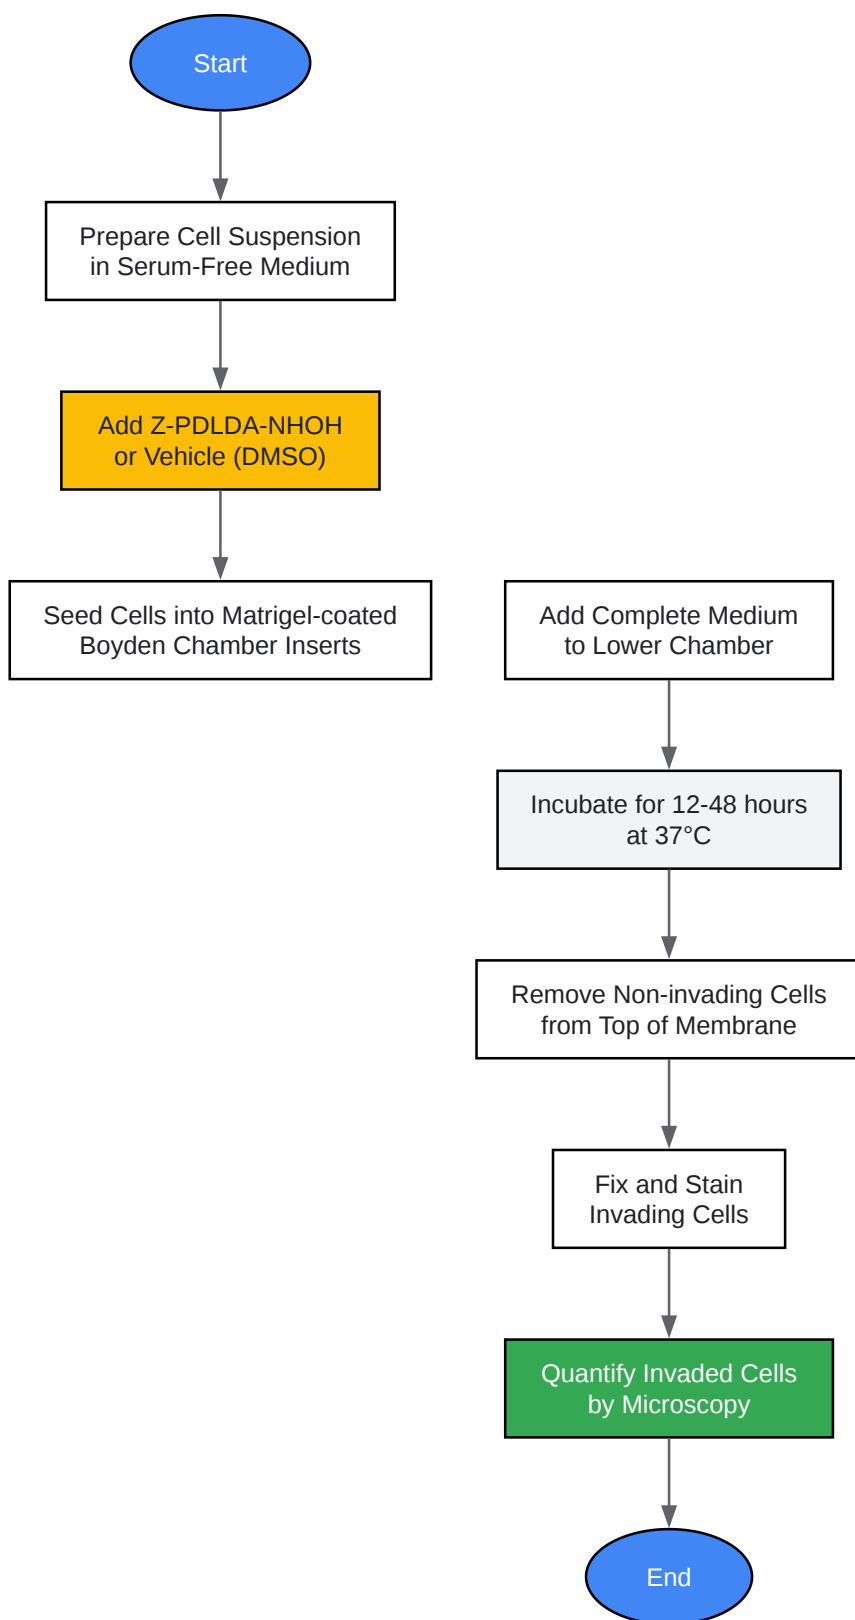 Start
Prepare Cell Suspension
in Serum-Free Medium
Add Z-PDLDA-NHOH
or Vehicle (DMSO)
Seed Cells into Matrigel-coated
Boyden Chamber Inserts
Add Complete Medium
to Lower Chamber
Incubate for 12-48 hours
at 37°C
Remove Non-invading Cells
from Top of Membrane
Fix and Stain
Invading Cells
Quantify Invaded Cells
by Microscopy
End